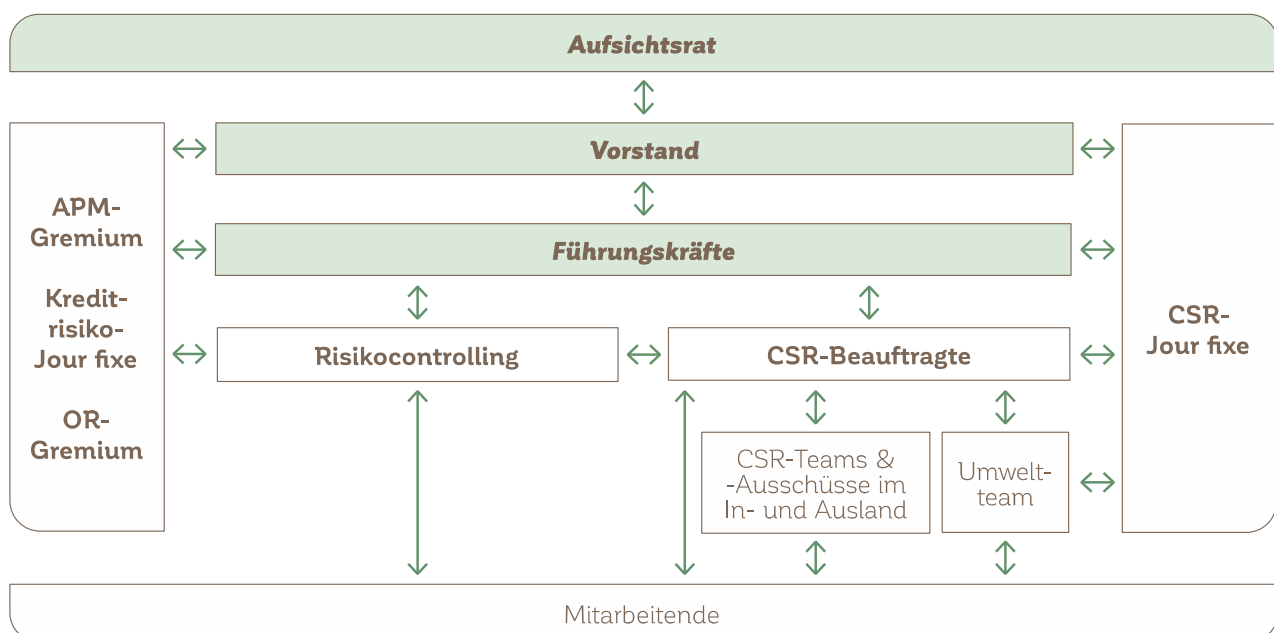 Aufsichtsrat
Vorstand
Führungskräfte
APM-
Gremium
Kredit-
risiko-
Jour fixe
OR-
Gremium
Risikocontrolling
CSR-Beauftragte
CSR-
Jour fixe
CSR-Teams &
-Ausschüsse im
In- und Ausland
Umwelt-
team
Mitarbeitende